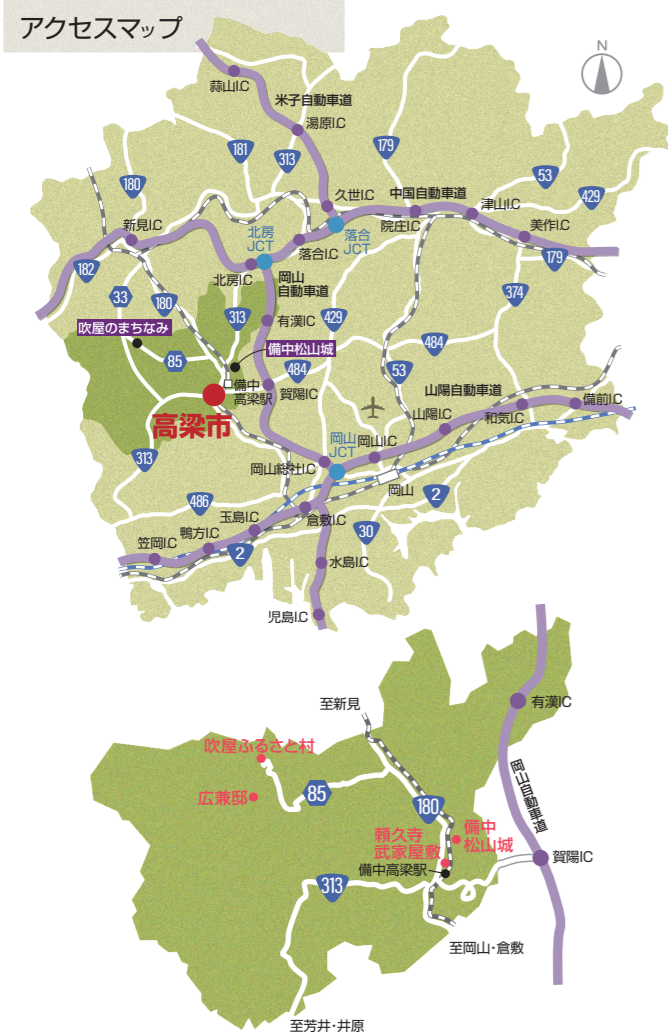 アクセスマップ
N
蒜山I.C
米子自動車道
湯原I.C
179
181
313
53
180
429
久世I.C
中国自動車道
津山I.C
新見I.C
北房
JCT
落合
JCT
院庄I.C
美作I.C
落合I.C
179
182
北房I.C
岡山
自動車道
33
180
374
313
有漢I.C
429
吹屋のまちなみ
484
85
備中松山城
484
53
備中
高梁駅
賀陽I.C
山陽自動車道
備前I.C
高梁市
山陽I.C
和気I.C
岡山
JCT
岡山I.C
313
岡山総社I.C
岡山
486
2
玉島I.C
倉敷I.C
鴨方I.C
30
笠岡I.C
2
水島I.C
児島I.C
至新見
有漢IC
吹屋ふるさと村
岡山自動車道
広兼邸
85
180
備中
松山城
頼久寺
武家屋敷
賀陽IC
備中高梁駅
313
至岡山・倉敷
至芳井・井原